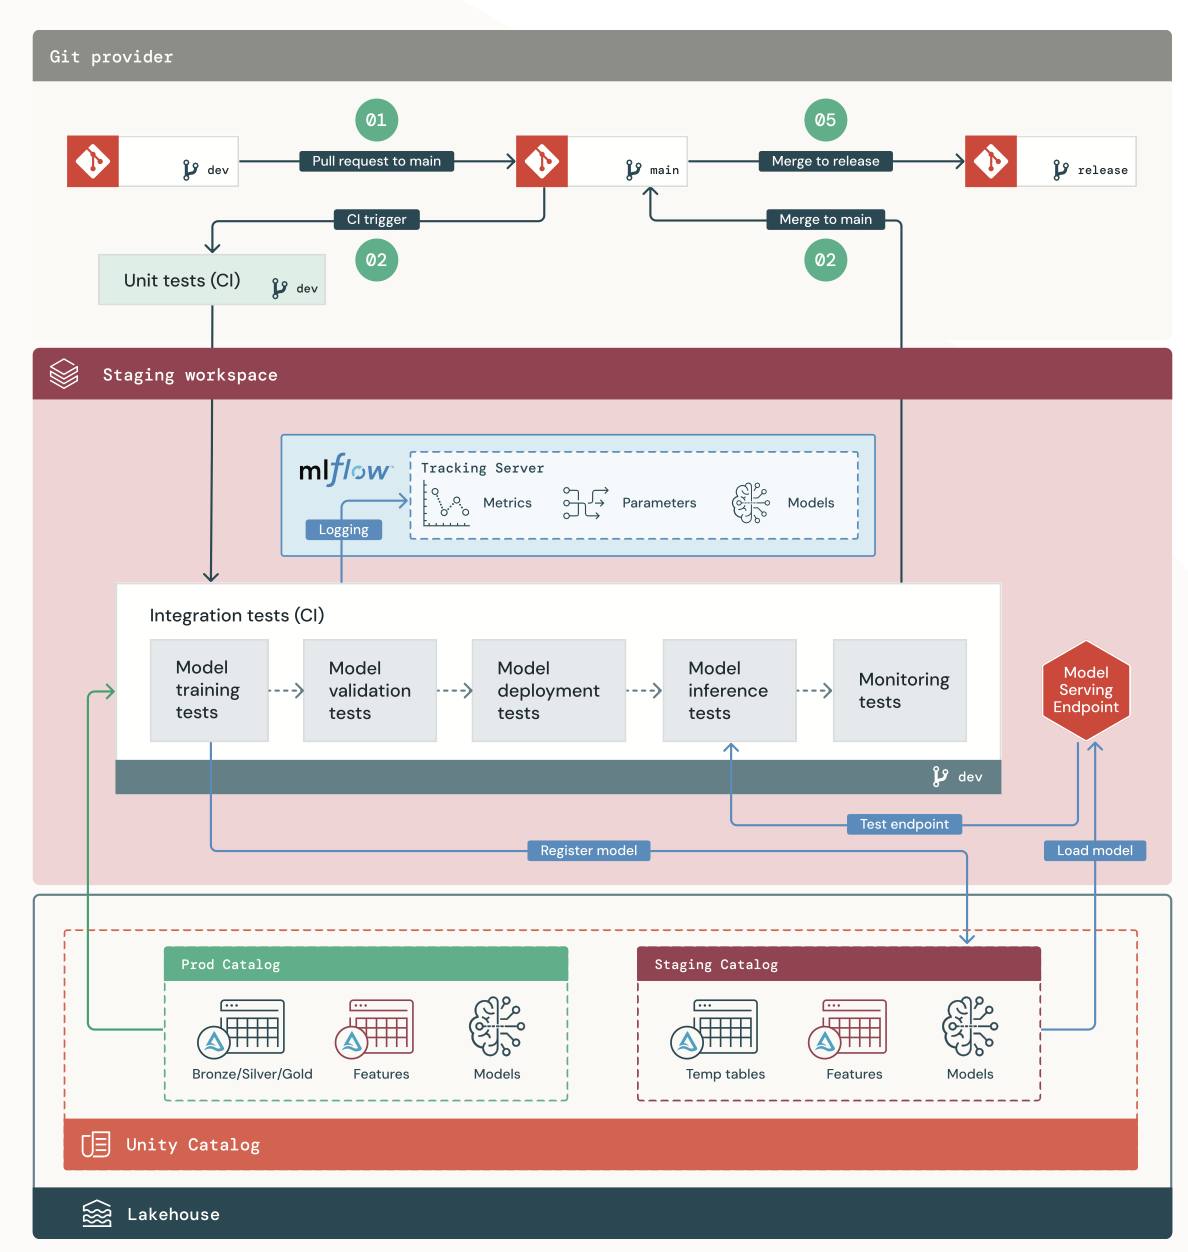 Git provider
01
05
dev
Pull request to main
main
Merge to release
release
CI trigger
Merge to main
02
02
Unit tests (CI)
dev
Staging workspace
mlflow
Tracking Server
Metrics
Parameters
Models
Logging
Integration tests (CI)
Model
training
tests
Model
validation
tests
Model
deployment
tests
Model
inference
tests
Monitoring
tests
Model
Serving
Endpoint
dev
Test endpoint
Register model
Load model
Prod Catalog
Bronze/Silver/Gold
Features
Models
Staging Catalog
Temp tables
Features
Models
Unity Catalog
Lakehouse